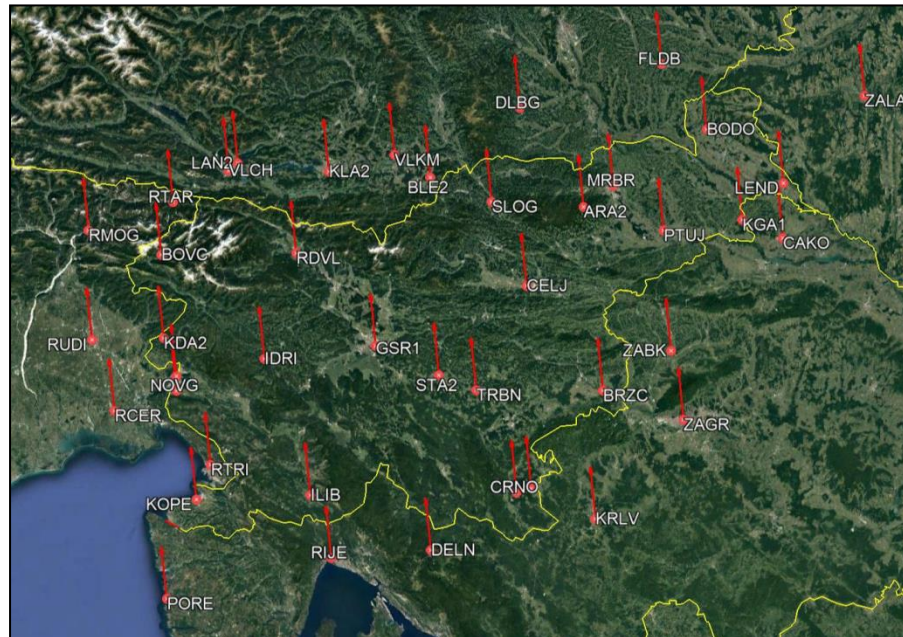 FLDB
ZALA
DLBG
BODO
LAN2
VLCH
KLA2
VLKM
BLE2
MRBR
LEND
RTAR
SLOG
ARA2
KGA1
RMOG
PTUJ
CAKO
BOVC
RDVL
CELJ
RUDI
KDA2
GSR1
ZABK
IDRI
NOVG
STA2
TRBN
BRZC
RCER
ZAGR
RTRI
CRNO
KOPE
ILIB
KRLV
RIJE
DELN
PORE